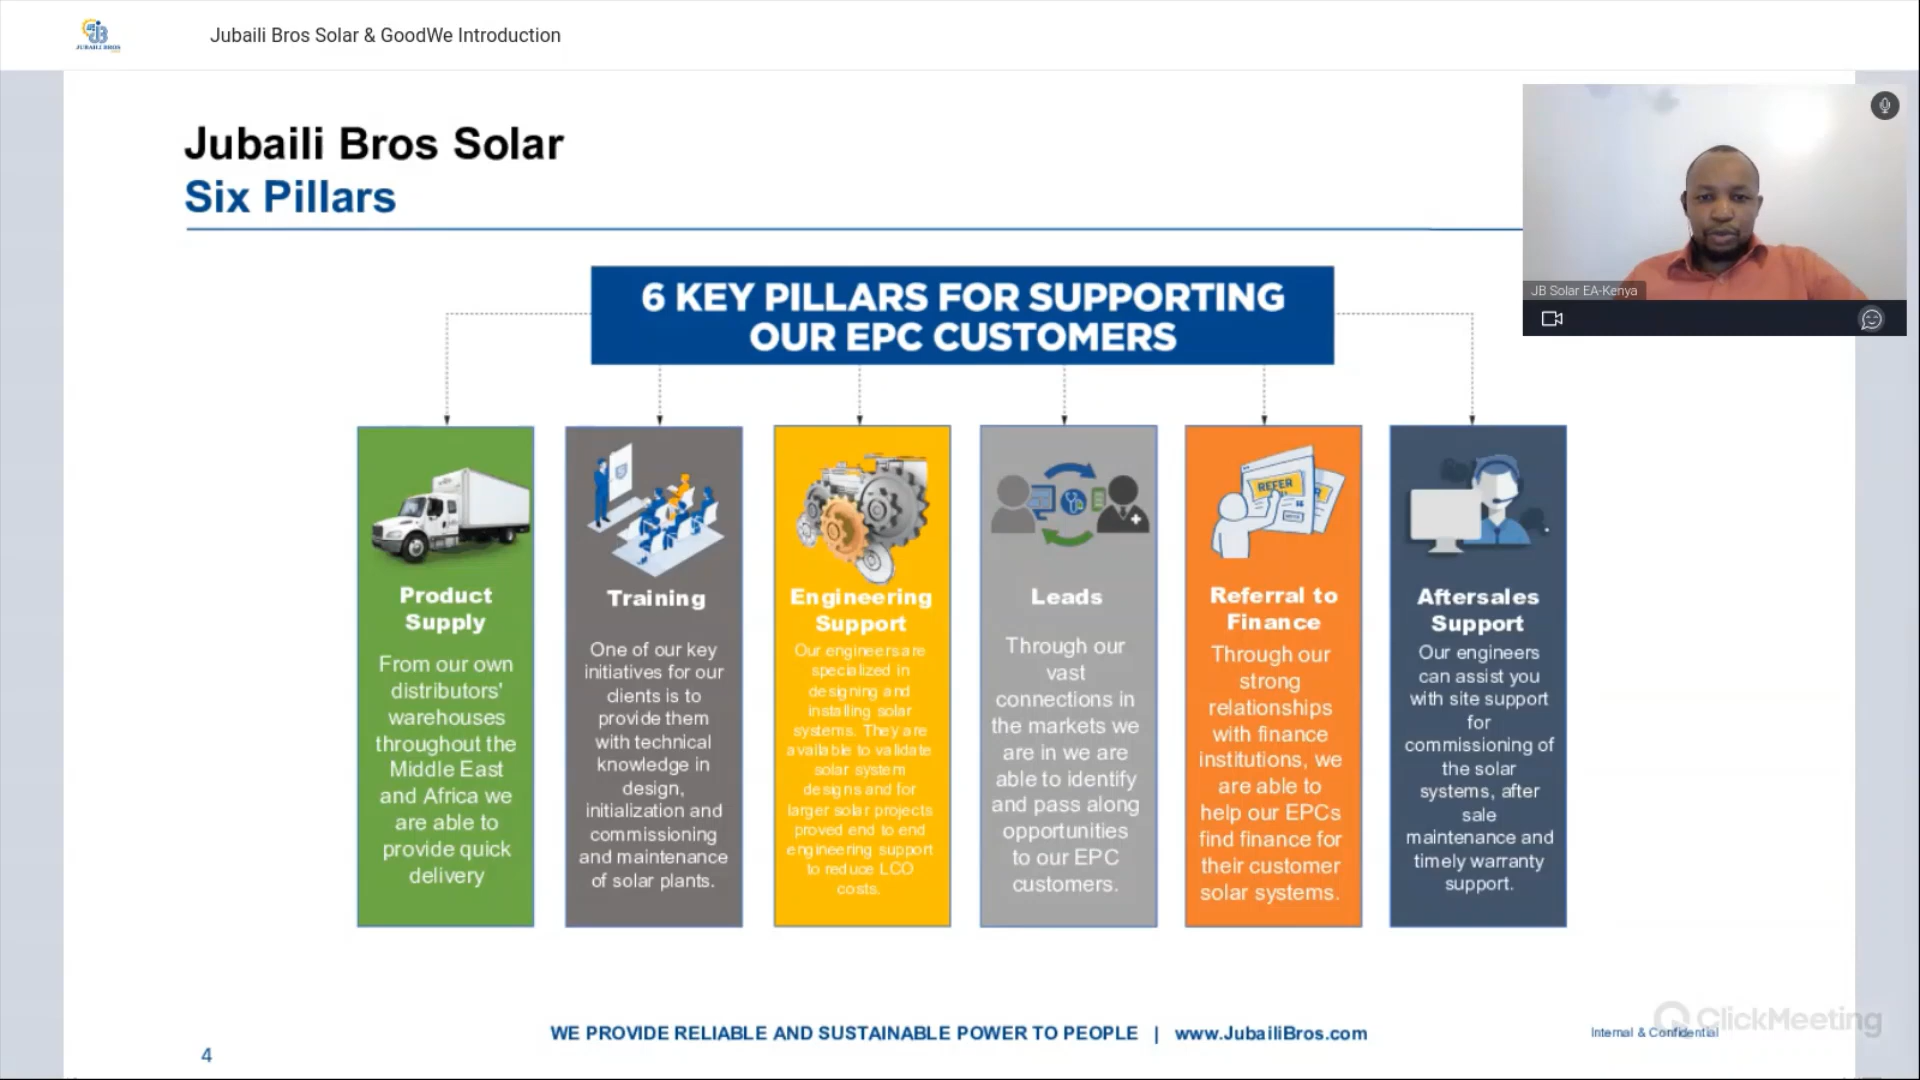 JUBAILI BROS
Jubaili Bros Solar & GoodWe Introduction
Jubaili Bros Solar
Six Pillars
JB Solar EA-Kenya
6 KEY PILLARS FOR SUPPORTING
OUR EPC CUSTOMERS
Product
Supply
From our own
distributors'
warehouses
throughout the
Middle East
and Africa we
are able to
provide quick
delivery
Training
One of our key
initiatives for our
clients is to
provide them
with technical
knowledge in
design,
initialization and
commissioning
and maintenance
of solar plants.
Engineering
Support
Our engineers are
specialized in
designing and
installing solar
systems. They are
available to validate
solar system
designs and for
larger solar projects
proved end to end
engineering support
to reduce LCO
costs.
Leads
Through our
vast
connections in
the markets we
are in we are
able to identify
and pass along
opportunities
to our EPC
customers.
REFER
Referral to
Finance
Through our
strong
relationships
with finance
institutions, we
are able to
help our EPCs
find finance for
their customer
solar systems.
Aftersales
Support
Our engineers
can assist you
with site support
for
commissioning of
the solar
systems, after
sale
maintenance and
timely warranty
support.
WE PROVIDE RELIABLE AND SUSTAINABLE POWER TO PEOPLE | www.JubailiBros.com
Internal & Confidential
ClickMeeting
4